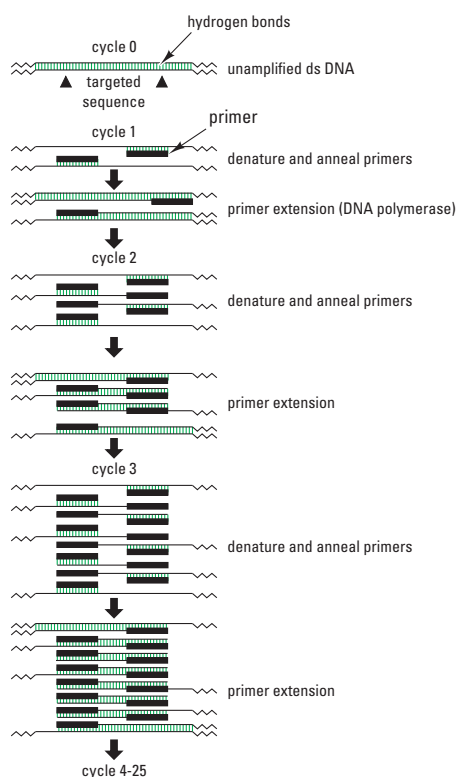 hydrogen bonds
cycle 0
unamplified ds DNA
targeted
sequence
cycle 1
primer
denature and anneal primers
primer extension (DNA polymerase)
cycle 2
denature and anneal primers
primer extension
cycle 3
denature and anneal primers
primer extension
cycle 4-25